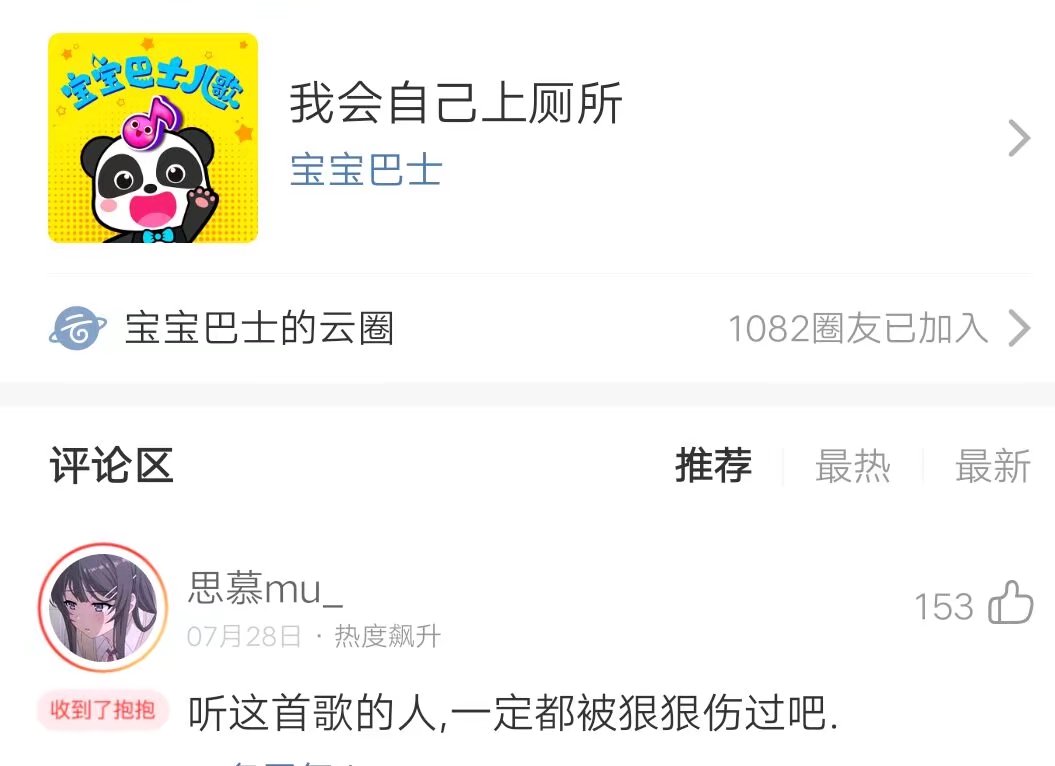 宝宝巴士儿歌
我会自己上厕所
宝宝巴士
宝宝巴士的云圈
1082圈友已加入
评论区
推荐
最热
最新
思慕mu_
07月28日 · 热度飙升
153
收到了抱抱
听这首歌的人,一定都被狠狠伤过吧.